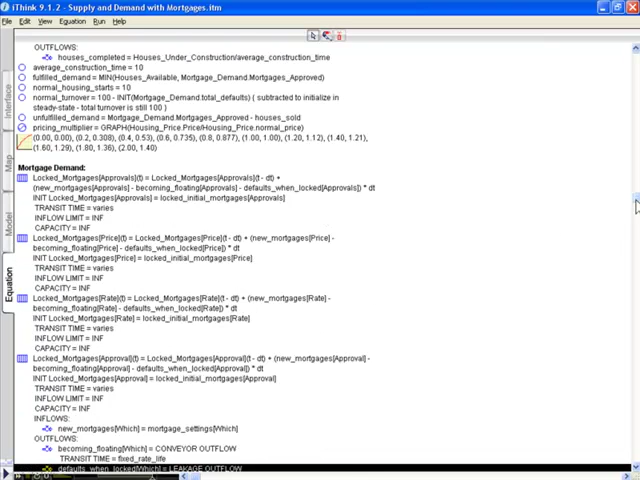 iThink 9.1.2 - Supply and Demand with Mortgages.itm
File Edit View Equation Run Help
OUTFLOWS:
houses_completed = Houses_Under_Construction/average_construction_time
average_construction_time = 10
fulfilled_demand = MIN(Houses_Available, Mortgage_Demand.Mortgages_Approved)
normal_housing_starts = 10
normal_turnover = 100 - INIT(Mortgage_Demand.total_defaults) { subtracted to initialize in
steady-state - total turnover is still 100 }
unfulfilled_demand = Mortgage_Demand.Mortgages_Approved - houses_sold
pricing_multiplier = GRAPH(Housing_Price.Price/Housing_Price.normal_price)
(0.00, 0.00), (0.2, 0.308), (0.4, 0.53), (0.6, 0.735), (0.8, 0.877), (1.00, 1.00), (1.20, 1.12), (1.40, 1.21),
(1.60, 1.29), (1.80, 1.36), (2.00, 1.40)
Mortgage Demand:
Locked_Mortgages[Approvals](t) = Locked_Mortgages[Approvals](t - dt) +
(new_mortgages[Approvals] - becoming_floating[Approvals] - defaults_when_locked[Approvals]) * dt
INIT Locked_Mortgages[Approvals] = locked_initial_mortgages[Approvals]
TRANSIT TIME = varies
INFLOW LIMIT = INF
CAPACITY = INF
Locked_Mortgages[Price](t) = Locked_Mortgages[Price](t - dt) + (new_mortgages[Price] -
becoming_floating[Price] - defaults_when_locked[Price]) * dt
INIT Locked_Mortgages[Price] = locked_initial_mortgages[Price]
TRANSIT TIME = varies
INFLOW LIMIT = INF
CAPACITY = INF
Locked_Mortgages[Rate](t) = Locked_Mortgages[Rate](t - dt) + (new_mortgages[Rate] -
becoming_floating[Rate] - defaults_when_locked[Rate]) * dt
INIT Locked_Mortgages[Rate] = locked_initial_mortgages[Rate]
TRANSIT TIME = varies
INFLOW LIMIT = INF
CAPACITY = INF
Locked_Mortgages[Approval](t) = Locked_Mortgages[Approval](t - dt) + (new_mortgages[Approval] -
becoming_floating[Approval] - defaults_when_locked[Approval]) * dt
INIT Locked_Mortgages[Approval] = locked_initial_mortgages[Approval]
TRANSIT TIME = varies
INFLOW LIMIT = INF
CAPACITY = INF
INFLOWS:
new_mortgages[Which] = mortgage_settings[Which]
OUTFLOWS:
becoming_floating[Which] = CONVEYOR OUTFLOW
TRANSIT TIME = fixed_rate_life
defaults_when_locked[Which] = LEAKAGE OUTFLOW
Interface
Map
Model
Equation